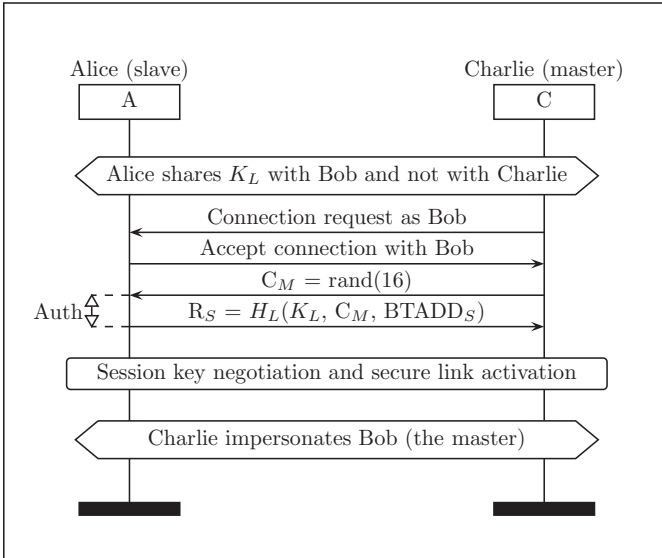 Alice (slave)
Charlie (master)
A
C
Alice shares K_L with Bob and not with Charlie
Connection request as Bob
Accept connection with Bob
C_M = rand(16)
Auth
R_S = H_L(K_L, C_M, BTADD_S)
Session key negotiation and secure link activation
Charlie impersonates Bob (the master)